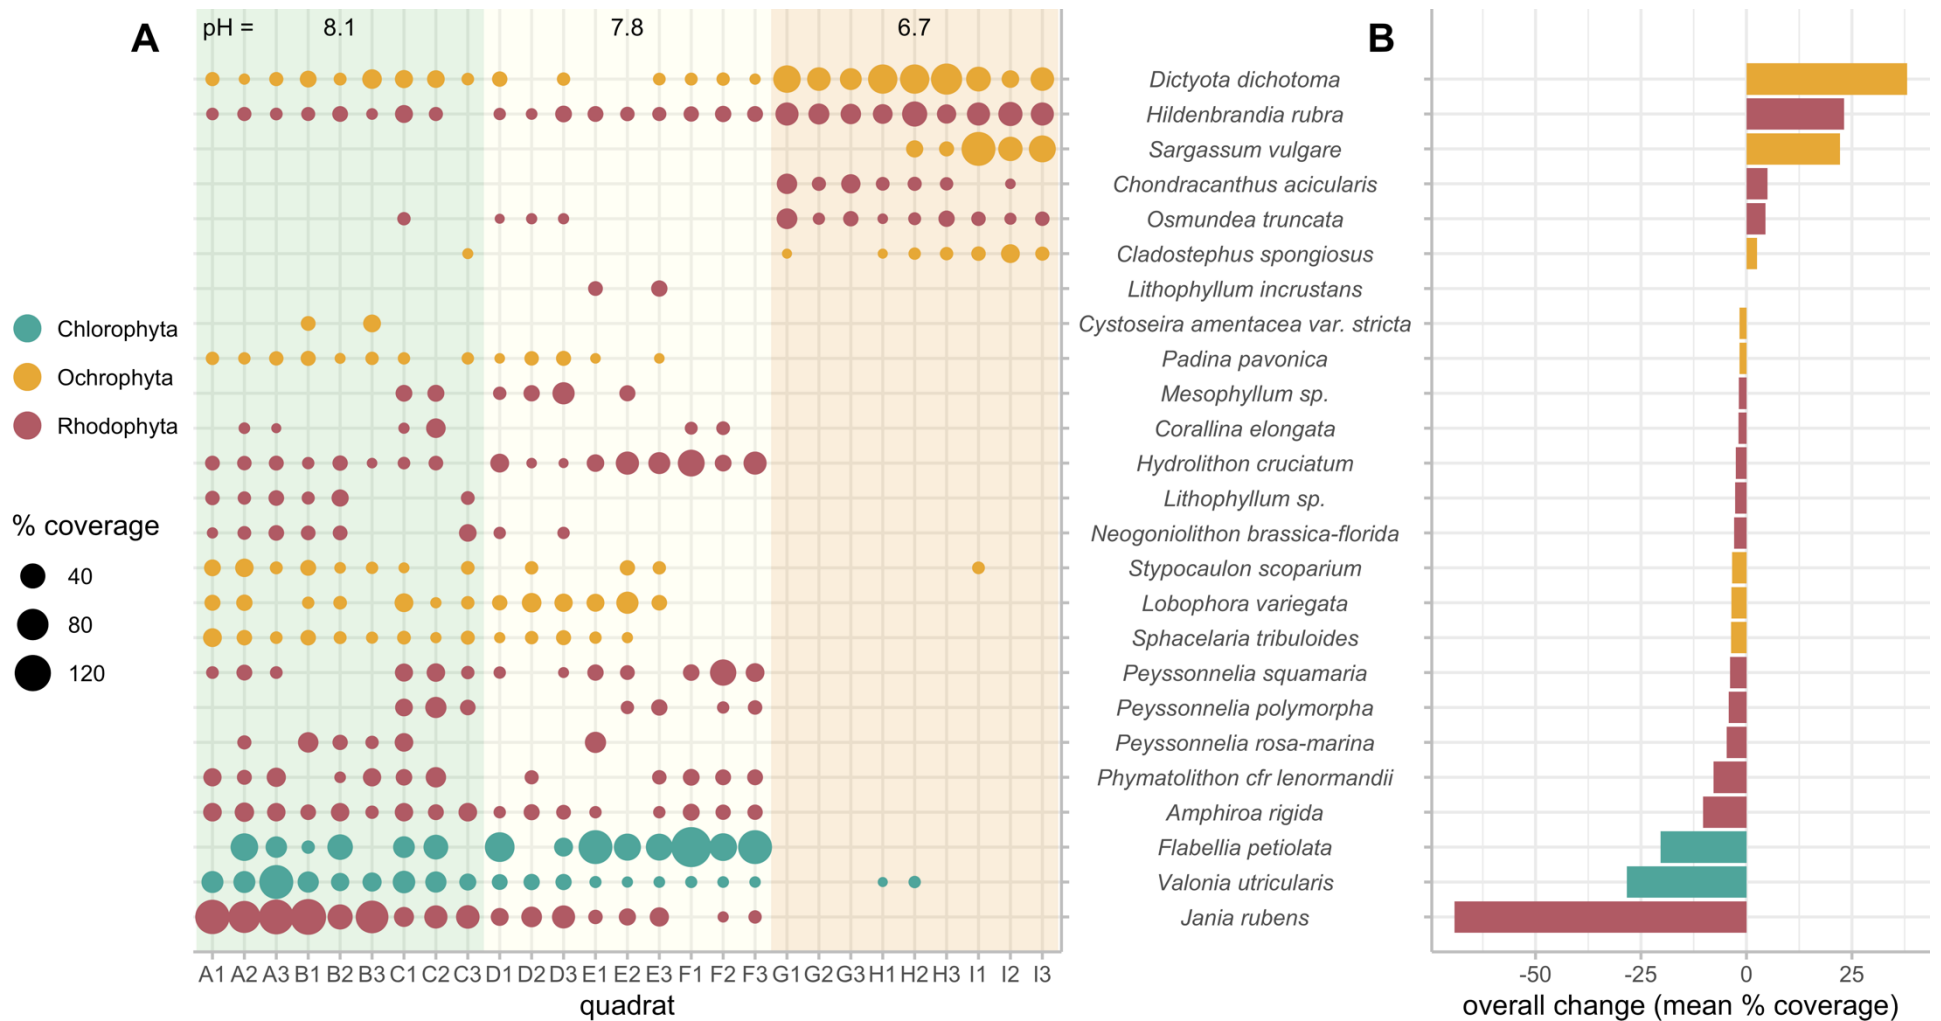 A
pH =
8.1
7.8
6.7
B
Dictyota dichotoma
Hildenbrandia rubra
Sargassum vulgare
Chondracanthus acicularis
Osmundea truncata
Cladostephus spongiosus
Lithophyllum incrustans
Cystoseira amentacea var. stricta
Padina pavonica
Mesophyllum sp.
Corallina elongata
Hydrolithon cruciatum
Lithophyllum sp.
Neogoniolithon brassica-florida
Stypocaulon scoparium
Lobophora variegata
Sphacelaria tribuloides
Peyssonnelia squamaria
Peyssonnelia polymorpha
Peyssonnelia rosa-marina
Phymatolithon cfr lenormandii
Amphiroa rigida
Flabellia petiolata
Valonia utricularis
Jania rubens
Chlorophyta
Ochrophyta
Rhodophyta
% coverage
40
80
120
A1 A2 A3 B1 B2 B3 C1 C2 C3 D1 D2 D3 E1 E2 E3 F1 F2 F3 G1 G2 G3 H1 H2 H3 I1 I2 I3
quadrat
-50 -25 0 25
overall change (mean % coverage)